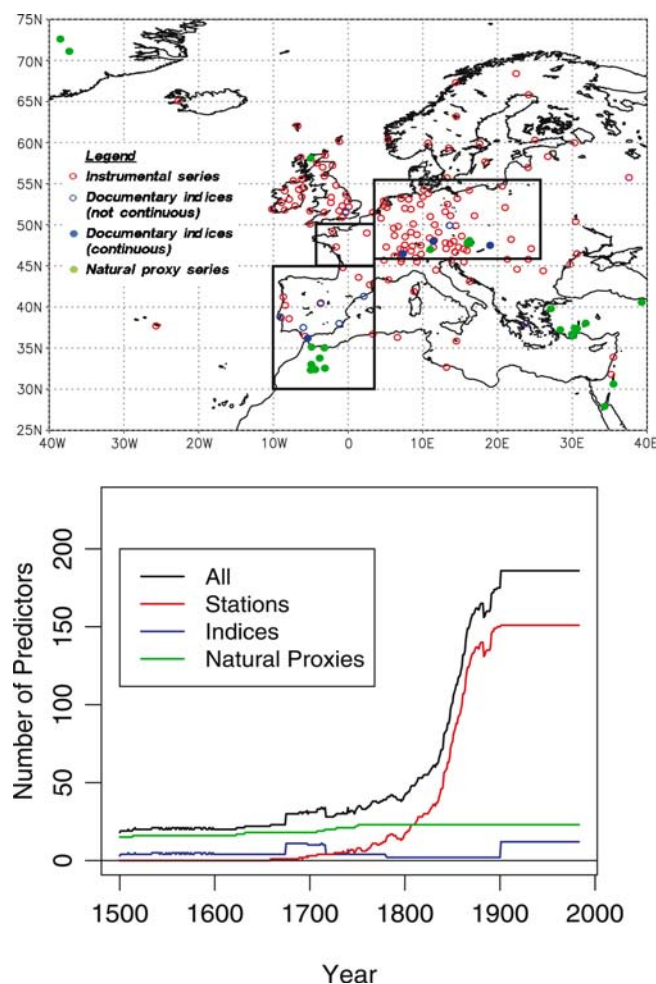 75N
70N
65N
60N
55N
50N
45N
40N
35N
30N
25N
Legend
Instrumental series
Documentary indices
(not continuous)
Documentary indices
(continuous)
Natural proxy series
40W 30W 20W 10W 0 10E 20E 30E 40E
Number of Predictors
200
150
100
50
0
All
Stations
Indices
Natural Proxies
1500 1600 1700 1800 1900 2000
Year